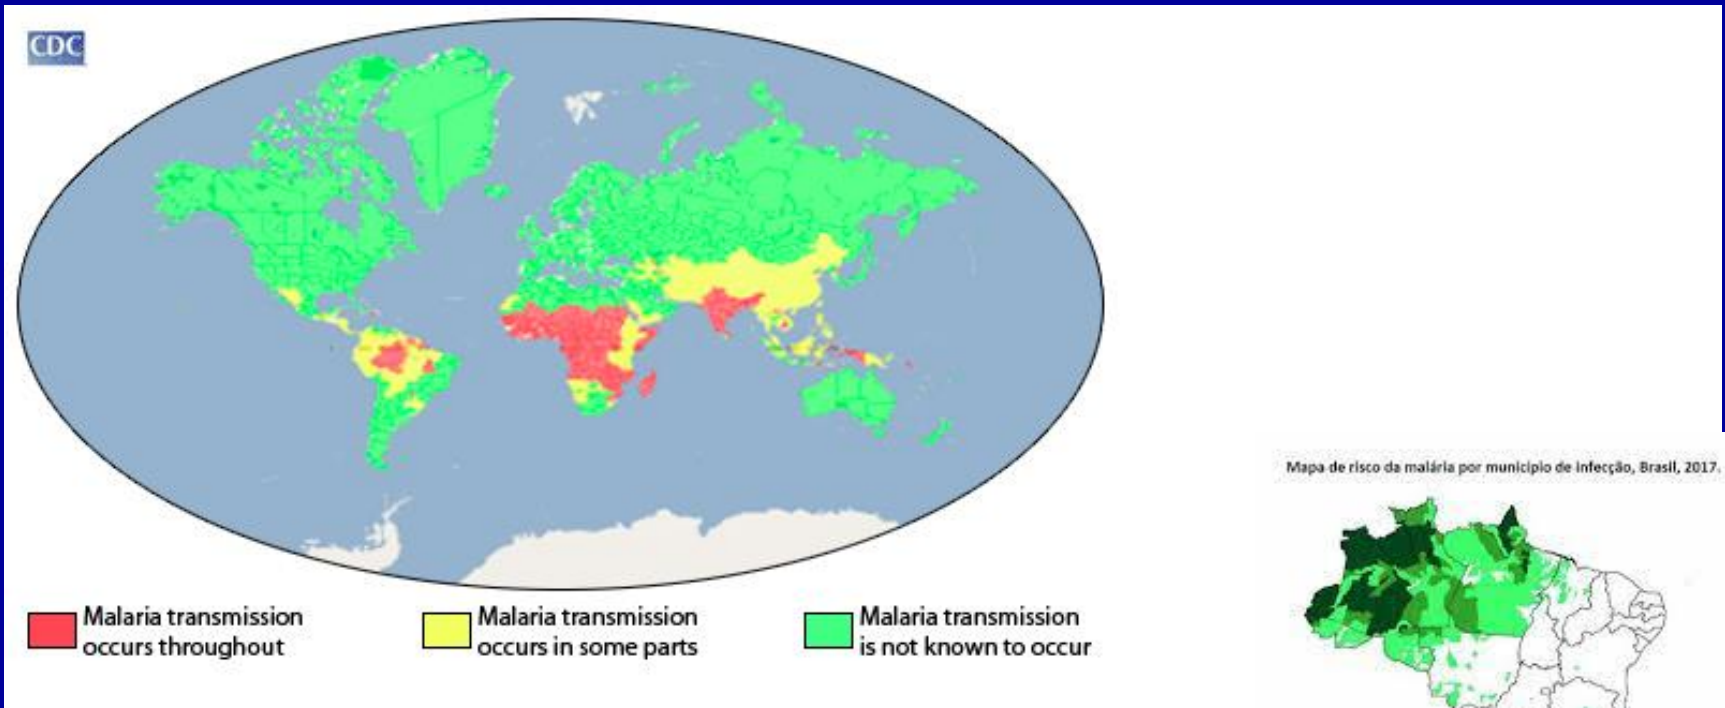 CDC
Malaria transmission
occurs throughout
Malaria transmission
occurs in some parts
Malaria transmission
is not known to occur
Mapa de risco da malária por município de infecção, Brasil, 2017.